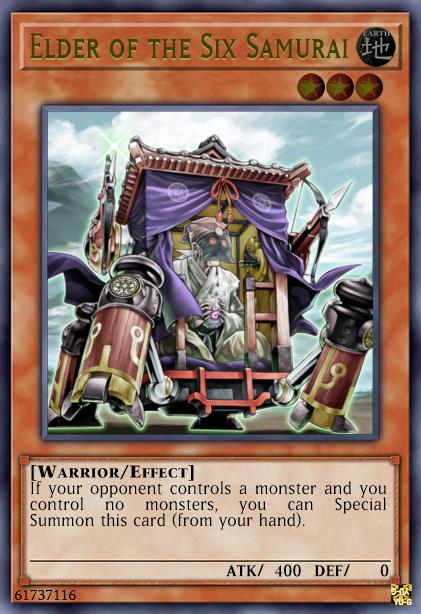 Elder of the Six Samurai
EARTH
地
[Warrior/Effect]
If your opponent controls a monster and you
control no monsters, you can Special
Summon this card (from your hand).
ATK/ 400 DEF/ 0
61737116